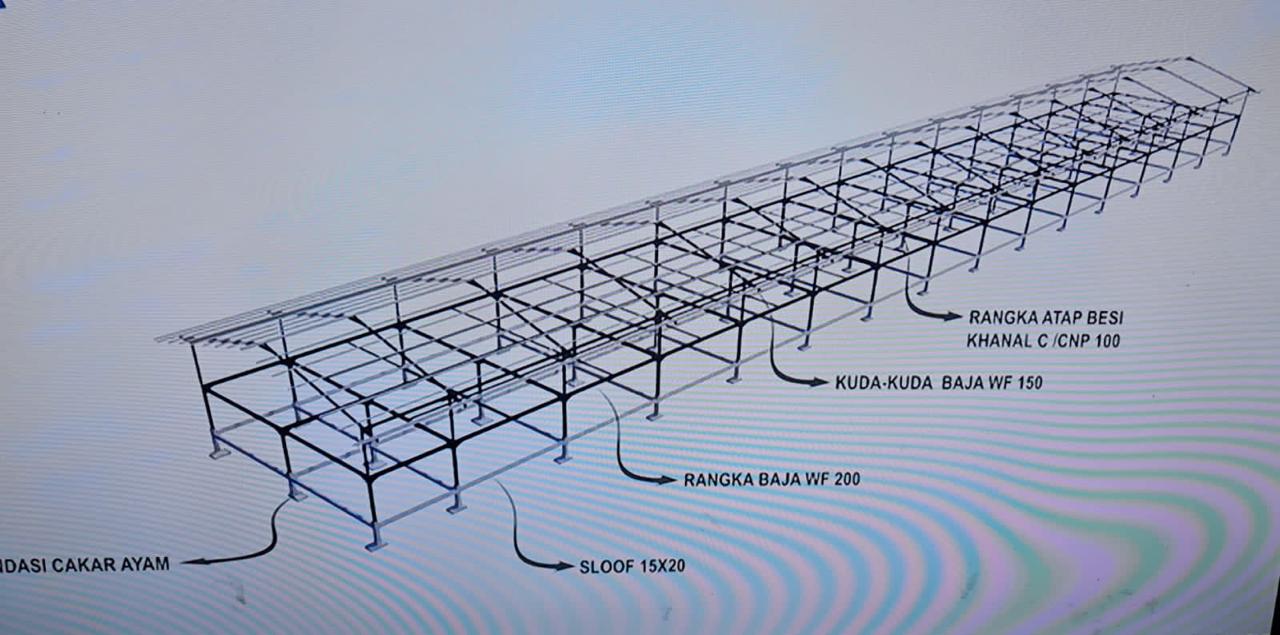 RANGKA ATAP BESI
KHANAL C /CNP 100
KUDA-KUDA BAJA WF 150
RANGKA BAJA WF 200
CAKAR AYAM
SLOOF 15X20